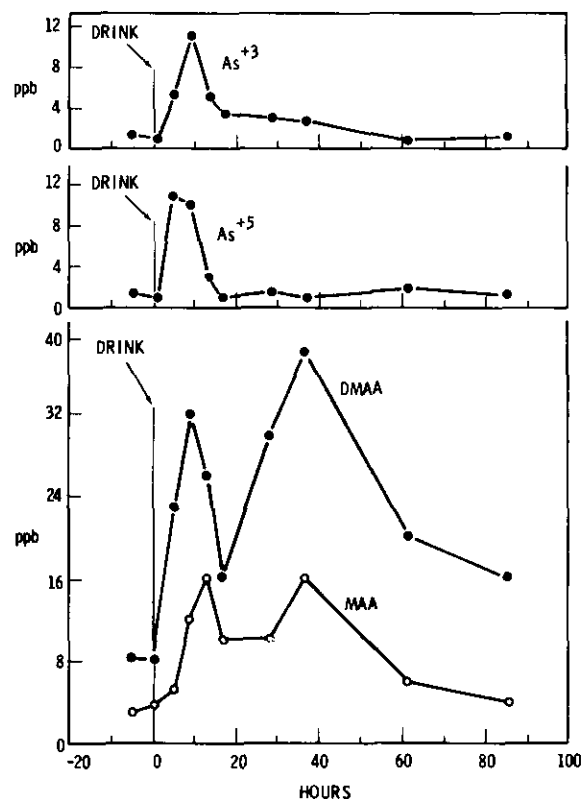 12
DRINK
As+3
ppb
8
4
0
12
DRINK
As+5
ppb
8
4
0
40
DRINK
DMAA
32
24
ppb
16
MAA
8
0
-20 0 20 40 60 80 100
HOURS